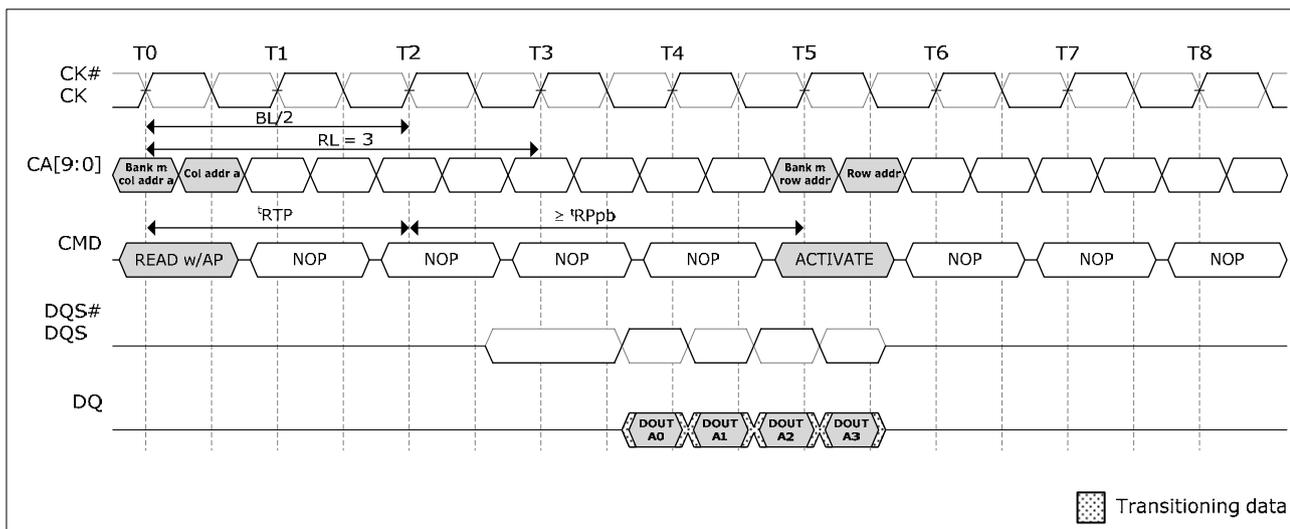 T0 T1 T2 T3 T4 T5 T6 T7 T8
CK#
CK
BL/2
RL = 3
CA[9:0]
Bank m
col addr a
Col addr a
Bank m
row addr
Row addr
tRTP
≥ tRPpb
CMD
READ w/AP NOP NOP NOP NOP ACTIVATE NOP NOP NOP
DQS#
DQS
DQ
DOUT
A0
DOUT
A1
DOUT
A2
DOUT
A3
Transitioning data